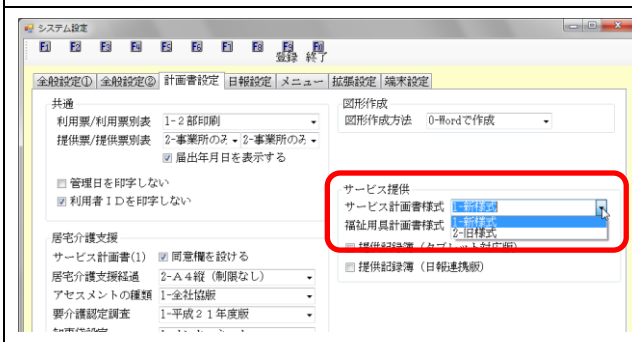 システム設定
F1 F2 F3 F4 F5 F6 F7 F8 F9 F10
登録 終了
全般設定① 全般設定② 計画書設定 日報設定 メニュー 拡張設定 端末設定
共通
利用票/利用票別表 1-2部印刷
提供票/提供票別表 2-事業所のみ 2-事業所のみ
届出年月日を表示する
管理日を印字しない
利用者IDを印字しない
居宅介護支援
サービス計画書(1) 同意欄を設ける
居宅介護支援経過 2-A4縦(制限なし)
アセスメントの種類 1-全社協版
要介護認定調査 1-平成21年度版
図形作成
図形作成方法 0-Wordで作成
サービス提供
サービス計画書様式 1-新様式
福祉用具計画書様式 1-新様式
2-旧様式
提供記録簿(タブレット対応版)
提供記録簿(日報連携版)